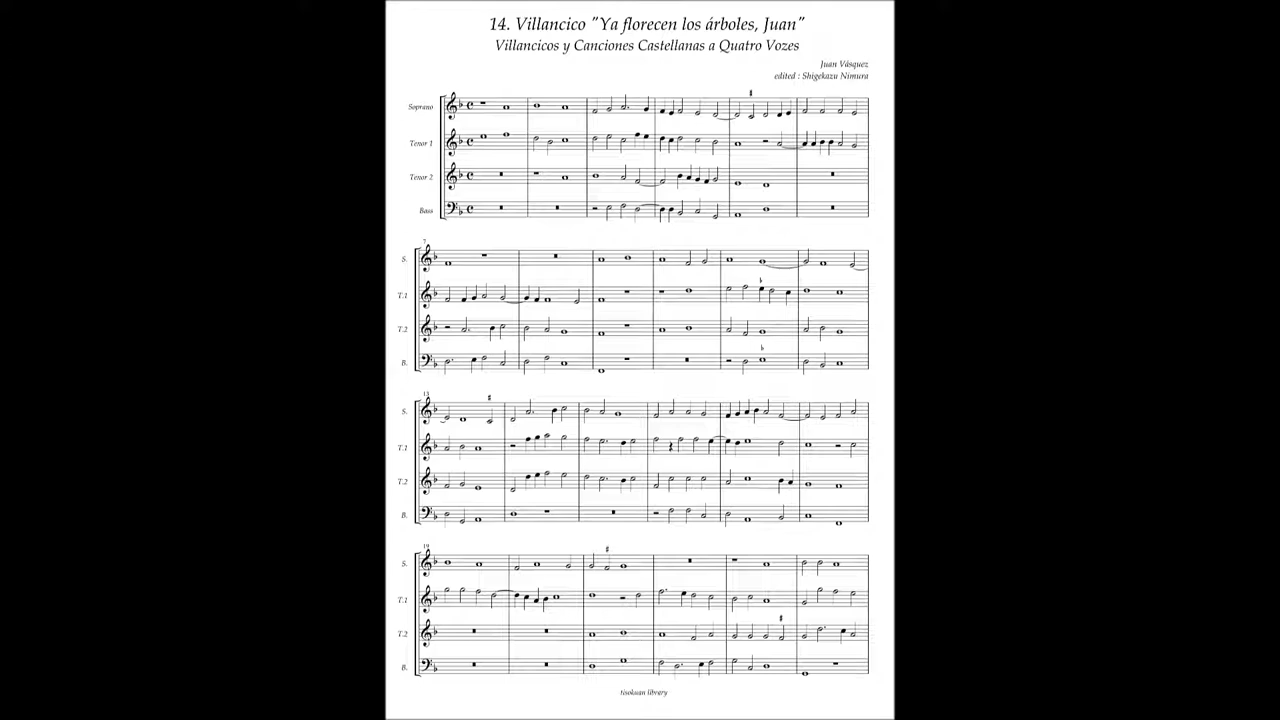 14. Villancico "Ya florecen los árboles, Juan"
Villancicos y Canciones Castellanas a Quatro Vozes
Juan Vásquez
edited : Shigekazu Nimura
Soprano
Tenor 1
Tenor 2
Bass
7
S.
T.1
T.2
B.
13
S.
T.1
T.2
B.
19
S.
T.1
T.2
B.
Tisokuan library